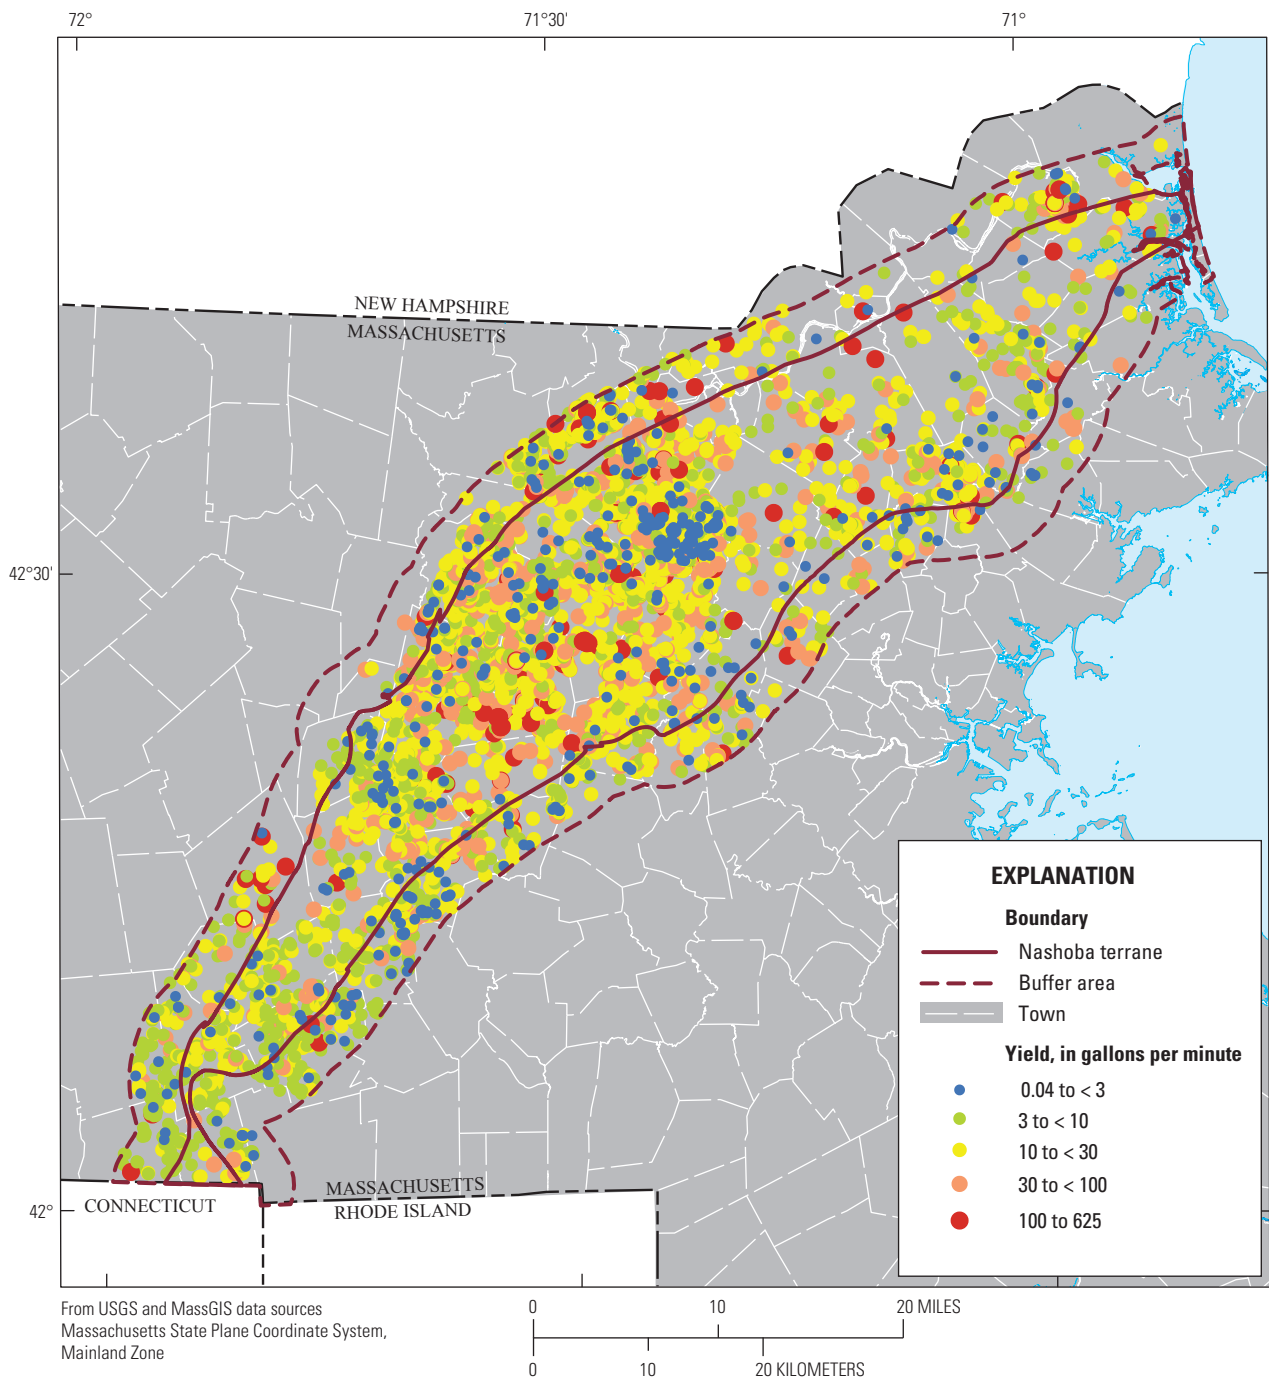 72°
71°30'
71°
NEW HAMPSHIRE
MASSACHUSETTS
42°30'
42°
CONNECTICUT
MASSACHUSETTS
RHODE ISLAND
EXPLANATION
Boundary
Nashoba terrane
Buffer area
Town
Yield, in gallons per minute
0.04 to < 3
3 to < 10
10 to < 30
30 to < 100
100 to 625
From USGS and MassGIS data sources
Massachusetts State Plane Coordinate System,
Mainland Zone
0 10 20 MILES
0 10 20 KILOMETERS